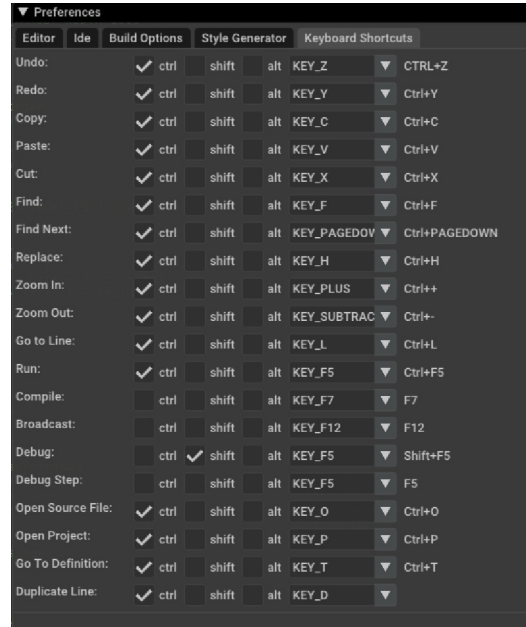 ▼ Preferences
Editor Ide Build Options Style Generator Keyboard Shortcuts
Undo: ctrl shift alt KEY_Z CTRL+Z
Redo: ctrl shift alt KEY_Y Ctrl+Y
Copy: ctrl shift alt KEY_C Ctrl+C
Paste: ctrl shift alt KEY_V Ctrl+V
Cut: ctrl shift alt KEY_X Ctrl+X
Find: ctrl shift alt KEY_F Ctrl+F
Find Next: ctrl shift alt KEY_PAGEDOV Ctrl+PAGEDOWN
Replace: ctrl shift alt KEY_H Ctrl+H
Zoom In: ctrl shift alt KEY_PLUS Ctrl++
Zoom Out: ctrl shift alt KEY_SUBTRAC Ctrl+-
Go to Line: ctrl shift alt KEY_L Ctrl+L
Run: ctrl shift alt KEY_F5 Ctrl+F5
Compile: ctrl shift alt KEY_F7 F7
Broadcast: ctrl shift alt KEY_F12 F12
Debug: ctrl shift alt KEY_F5 Shift+F5
Debug Step: ctrl shift alt KEY_F5 F5
Open Source File: ctrl shift alt KEY_O Ctrl+O
Open Project: ctrl shift alt KEY_P Ctrl+P
Go To Definition: ctrl shift alt KEY_T Ctrl+T
Duplicate Line: ctrl shift alt KEY_D